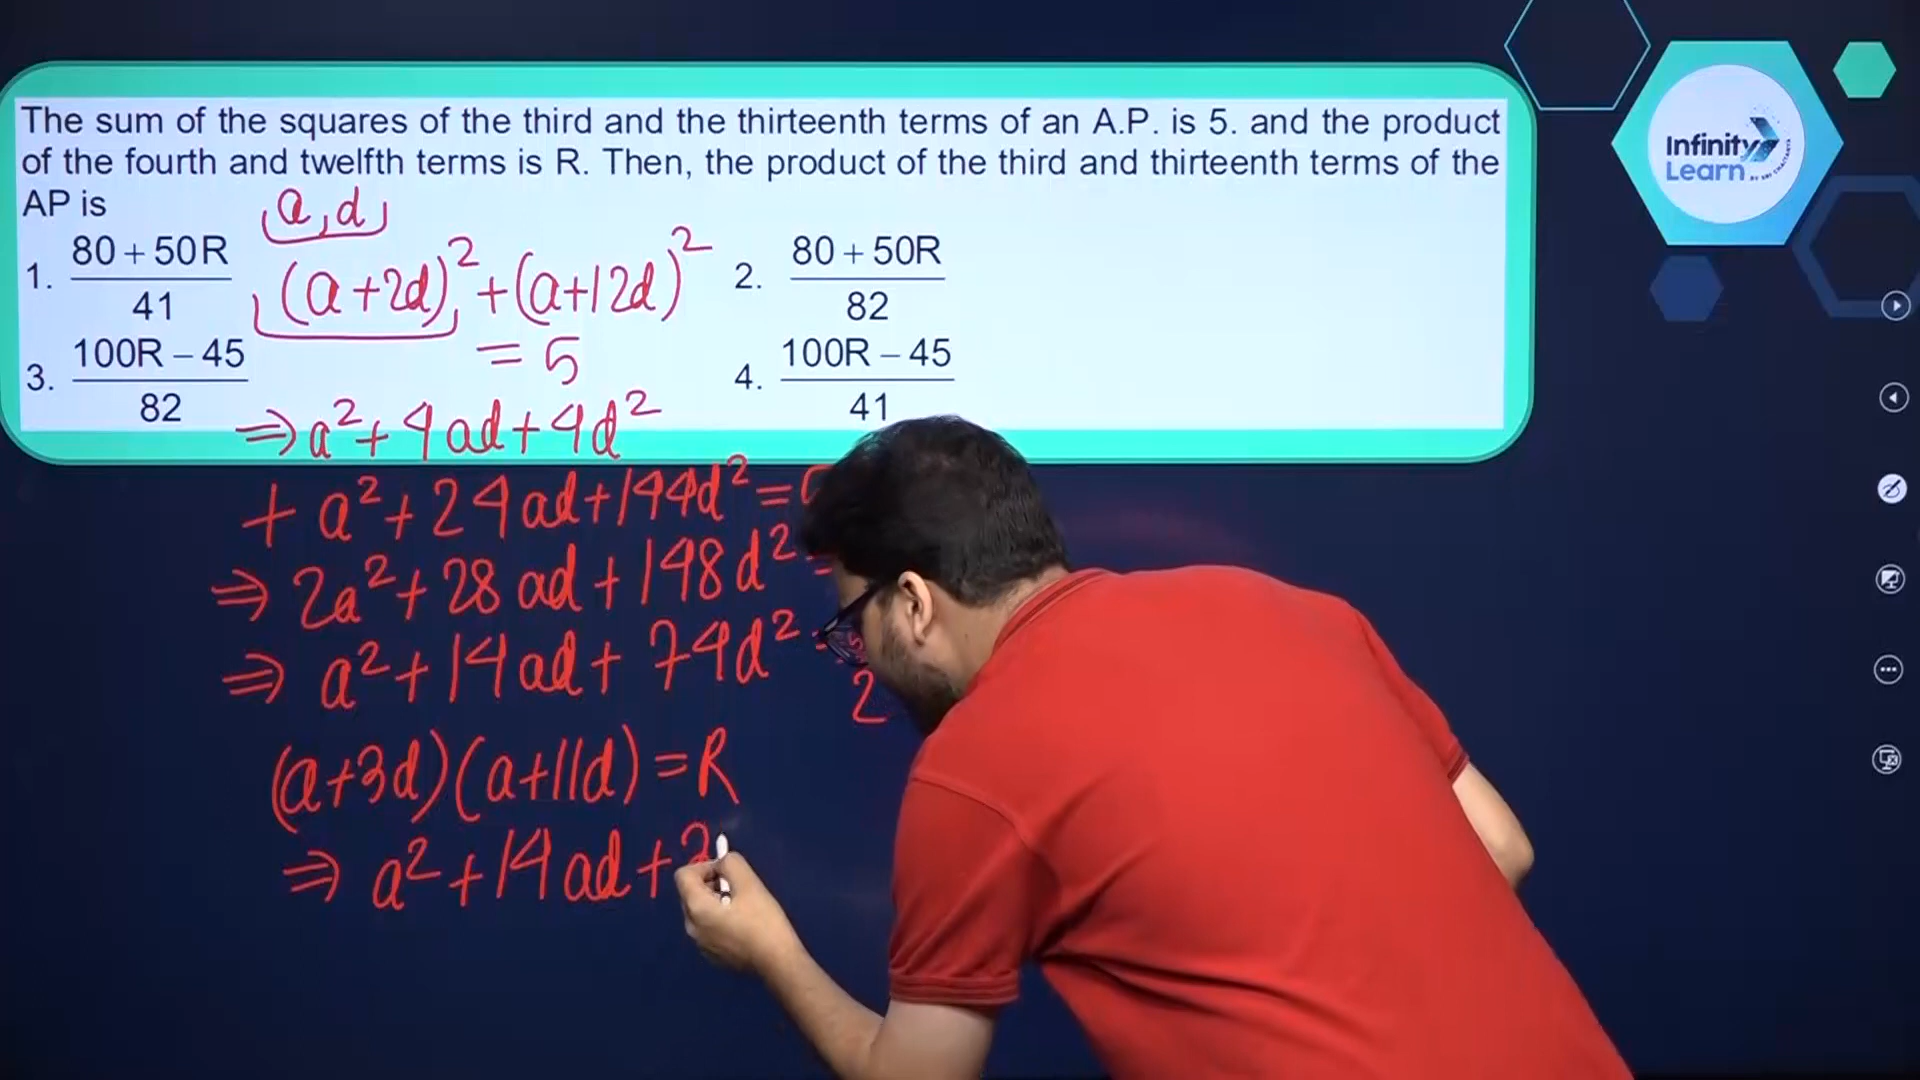 The sum of the squares of the third and the thirteenth terms of an A.P. is 5. and the product
of the fourth and twelfth terms is R. Then, the product of the third and thirteenth terms of the
AP is
a, d
1. (80 + 50R)/41
2. (80 + 50R)/82
3. (100R – 45)/82
4. (100R – 45)/41
(a+2d)² + (a+12d)²
= 5
⇒ a² + 4ad + 4d²
+ a² + 24ad + 144d² =
⇒ 2a² + 28ad + 148d² =
⇒ a² + 14ad + 74d²
2
(a+3d)(a+11d) = R
⇒ a² + 14ad + 3
Infinity
Learn